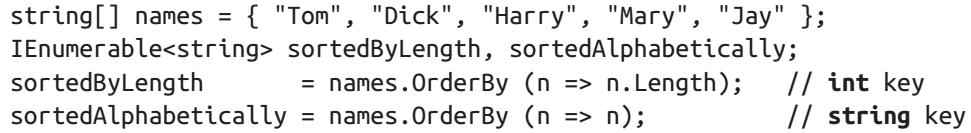 string[] names = { "Tom", "Dick", "Harry", "Mary", "Jay" };
IEnumerable<string> sortedByLength, sortedAlphabetically;
sortedByLength       = names.OrderBy (n => n.Length);  // int key
sortedAlphabetically = names.OrderBy (n => n);         // string key